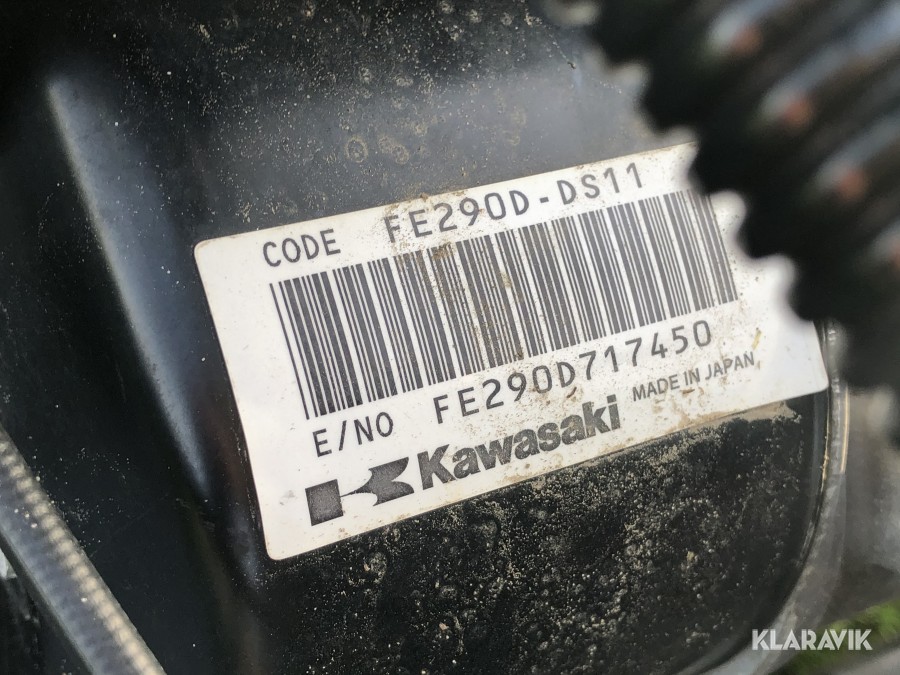 CODE FE290D-DS11
E/NO FE290D717450
Kawasaki MADE IN JAPAN
KLARAVIK